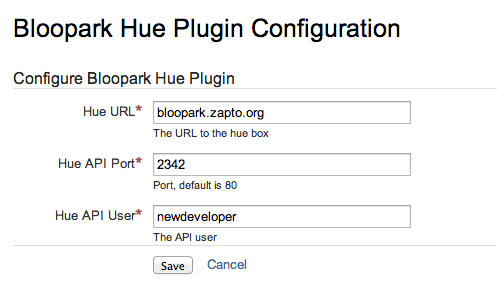 Bloopark Hue Plugin Configuration
Configure Bloopark Hue Plugin
Hue URL* bloopark.zapto.org
The URL to the hue box
Hue API Port* 2342
Port, default is 80
Hue API User* newdeveloper
The API user
Save Cancel